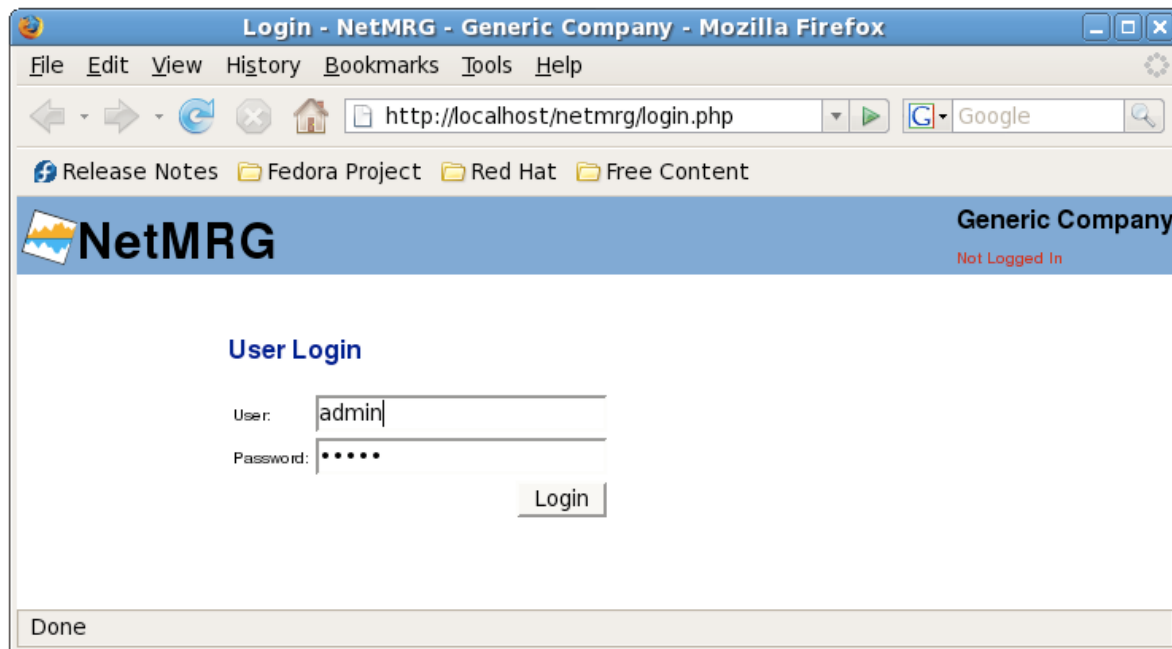 Login - NetMRG - Generic Company - Mozilla Firefox
File Edit View History Bookmarks Tools Help
http://localhost/netmrg/login.php G Google
Release Notes Fedora Project Red Hat Free Content
NetMRG Generic Company
Not Logged In
User Login
User: admin
Password: •••••
Login
Done